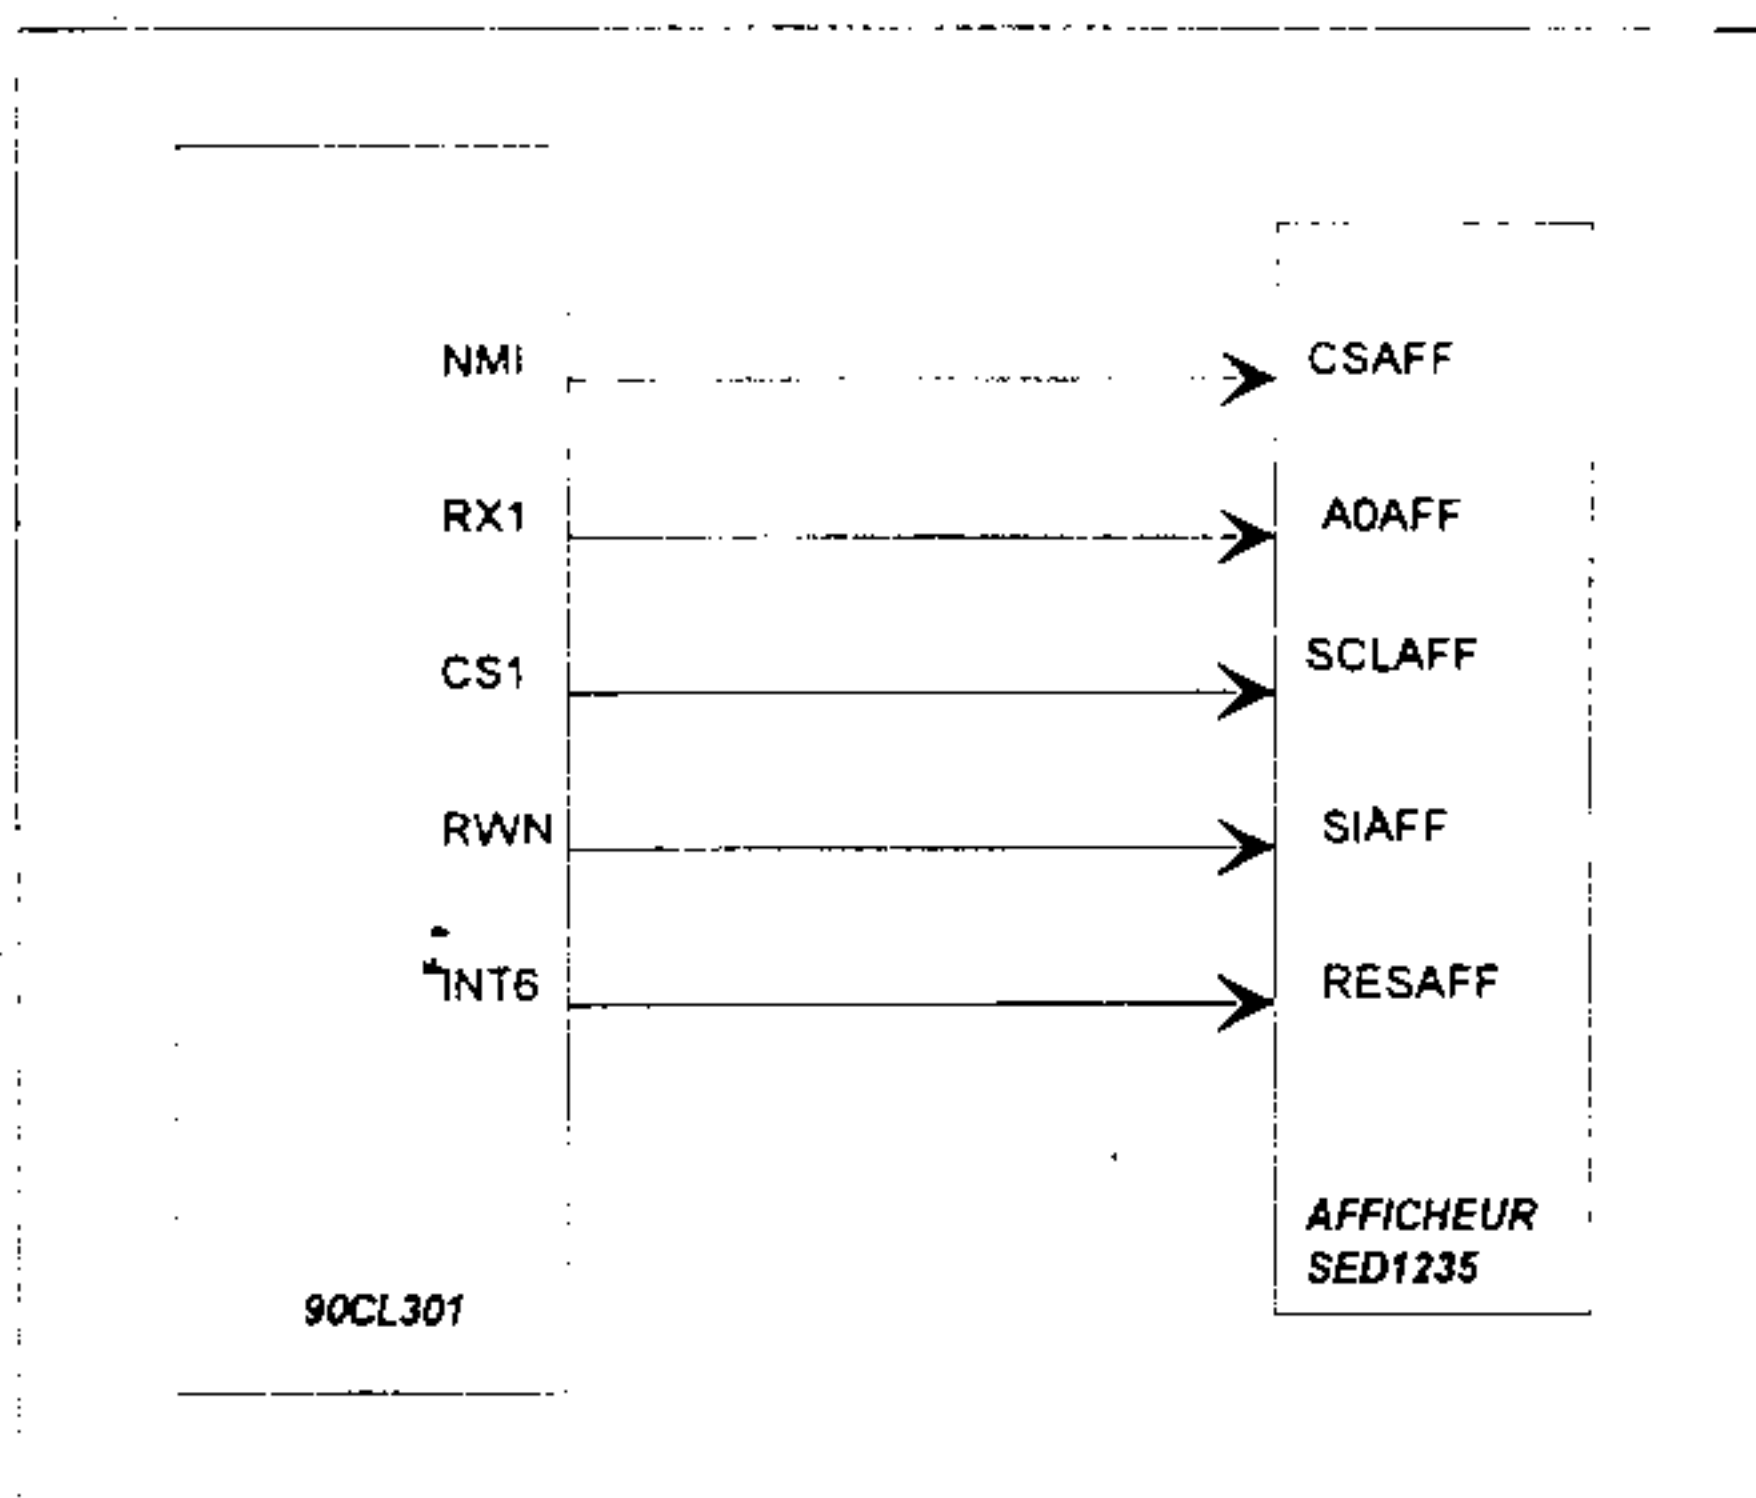 NMI CSAFF
RX1 A0AFF
CS1 SCLAFF
RWN SIAFF
INT6 RESAFF
AFFICHEUR
SED1235
90CL301